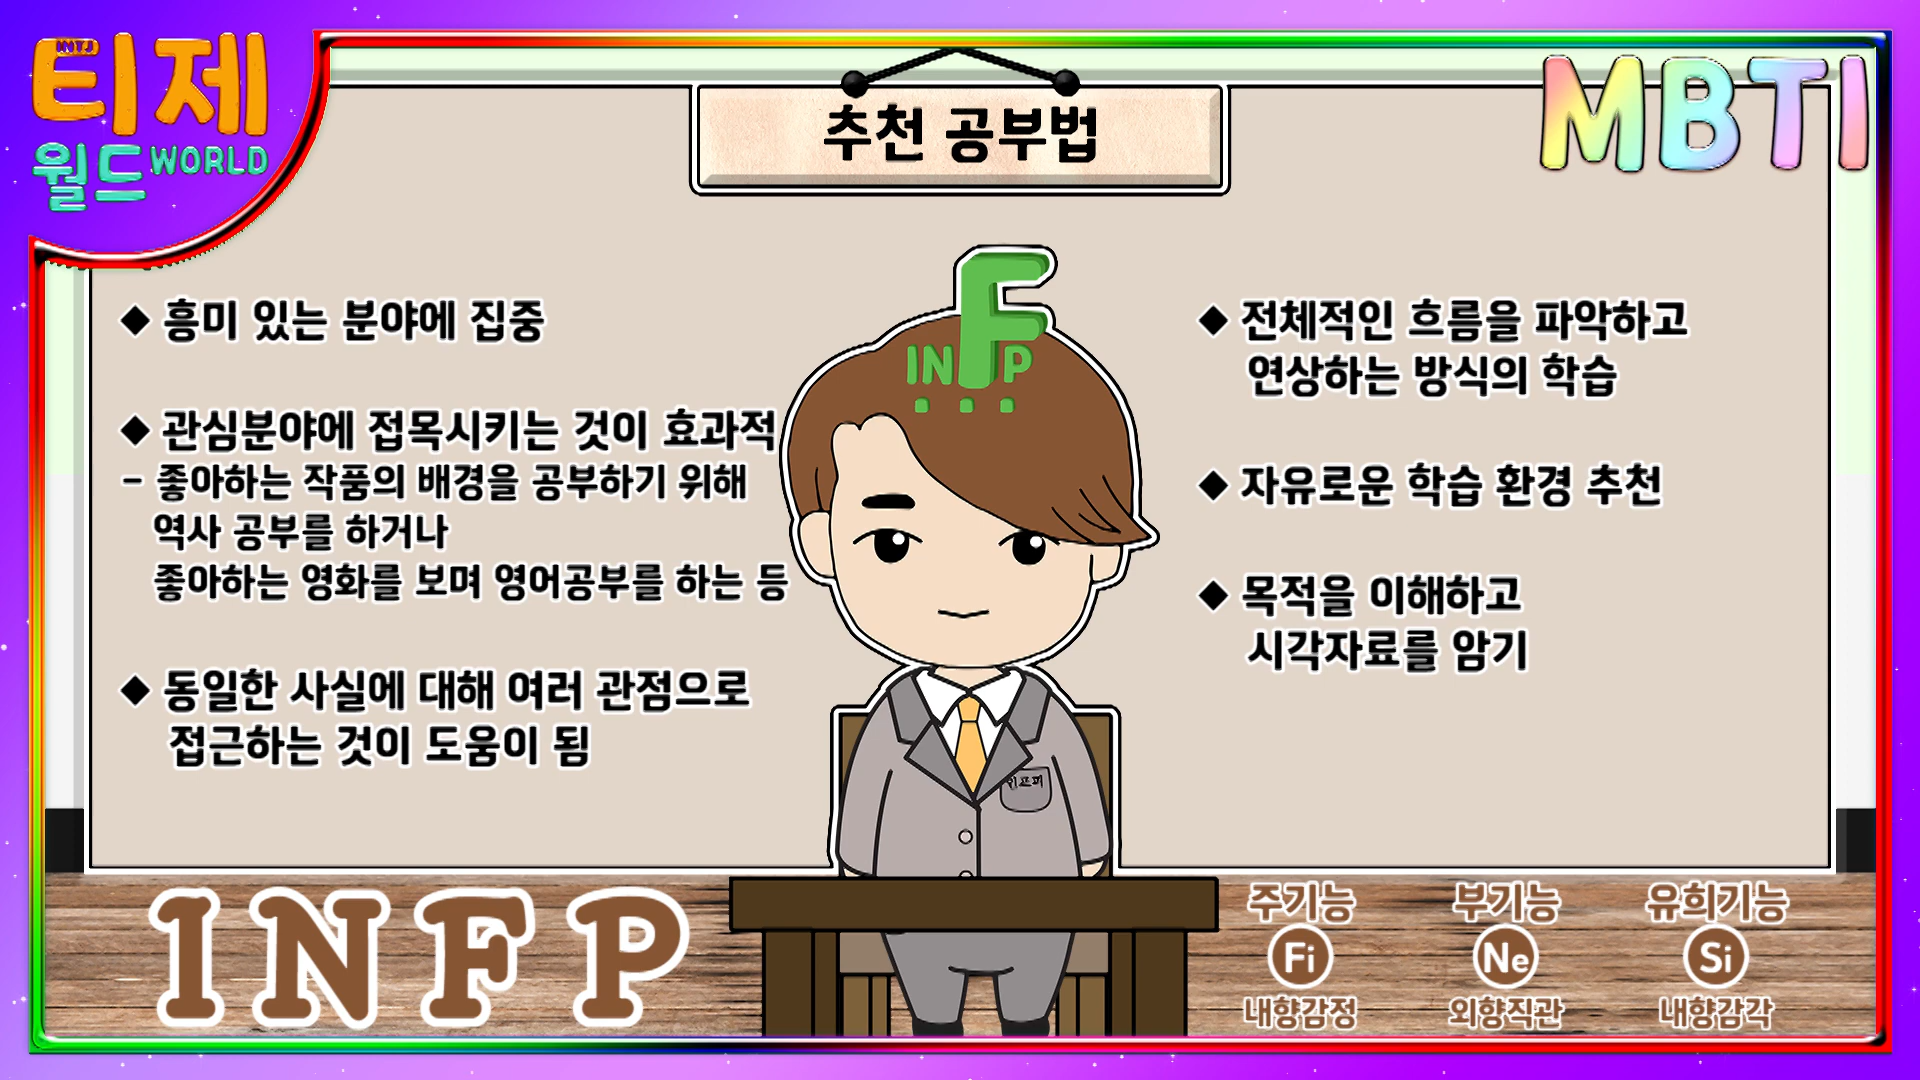 INTJ
티제
월드 WORLD
MBTI
추천 공부법
◆ 흥미 있는 분야에 집중
◆ 관심분야에 접목시키는 것이 효과적
- 좋아하는 작품의 배경을 공부하기 위해
역사 공부를 하거나
좋아하는 영화를 보며 영어공부를 하는 등
◆ 동일한 사실에 대해 여러 관점으로
접근하는 것이 도움이 됨
INFP
인프피
◆ 전체적인 흐름을 파악하고
연상하는 방식의 학습
◆ 자유로운 학습 환경 추천
◆ 목적을 이해하고
시각자료를 암기
INFP
주기능 부기능 유희기능
Fi Ne Si
내향감정 외향직관 내향감각